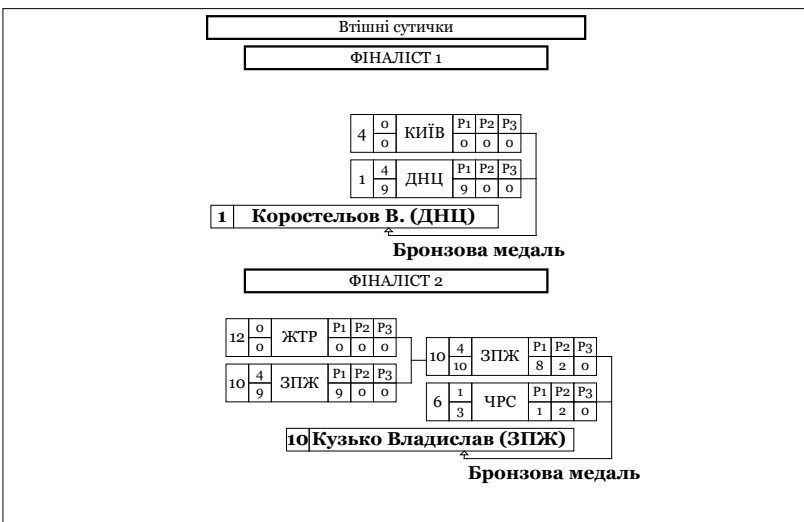 Втішні сутички
ФІНАЛІСТ 1
4 0 КИЇВ P1 P2 P3
0 0 0 0
1 4 ДНЦ P1 P2 P3
9 9 0 0
1 Коростельов В. (ДНЦ)
Бронзова медаль
ФІНАЛІСТ 2
12 0 ЖТР P1 P2 P3
0 0 0 0
10 4 ЗПЖ P1 P2 P3
9 9 0 0
10 4 ЗПЖ P1 P2 P3
10 8 2 0
6 1 ЧРС P1 P2 P3
3 1 2 0
10 Кузько Владислав (ЗПЖ)
Бронзова медаль